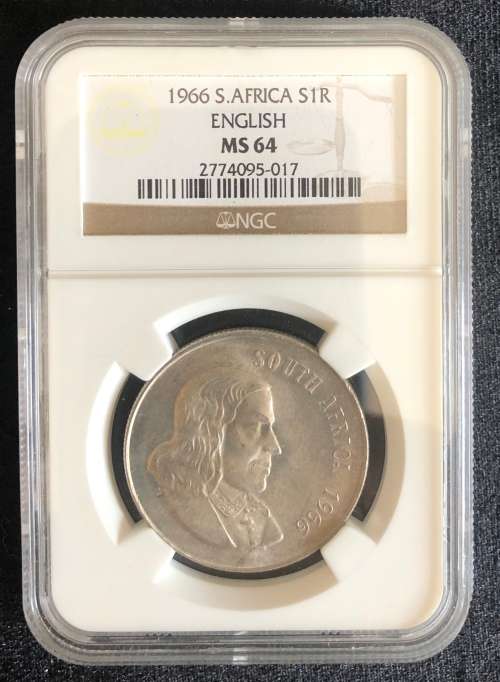 1966 S.AFRICA S1R
ENGLISH
MS 64
2774095-017
NGC
SOUTH AFRICA 1966